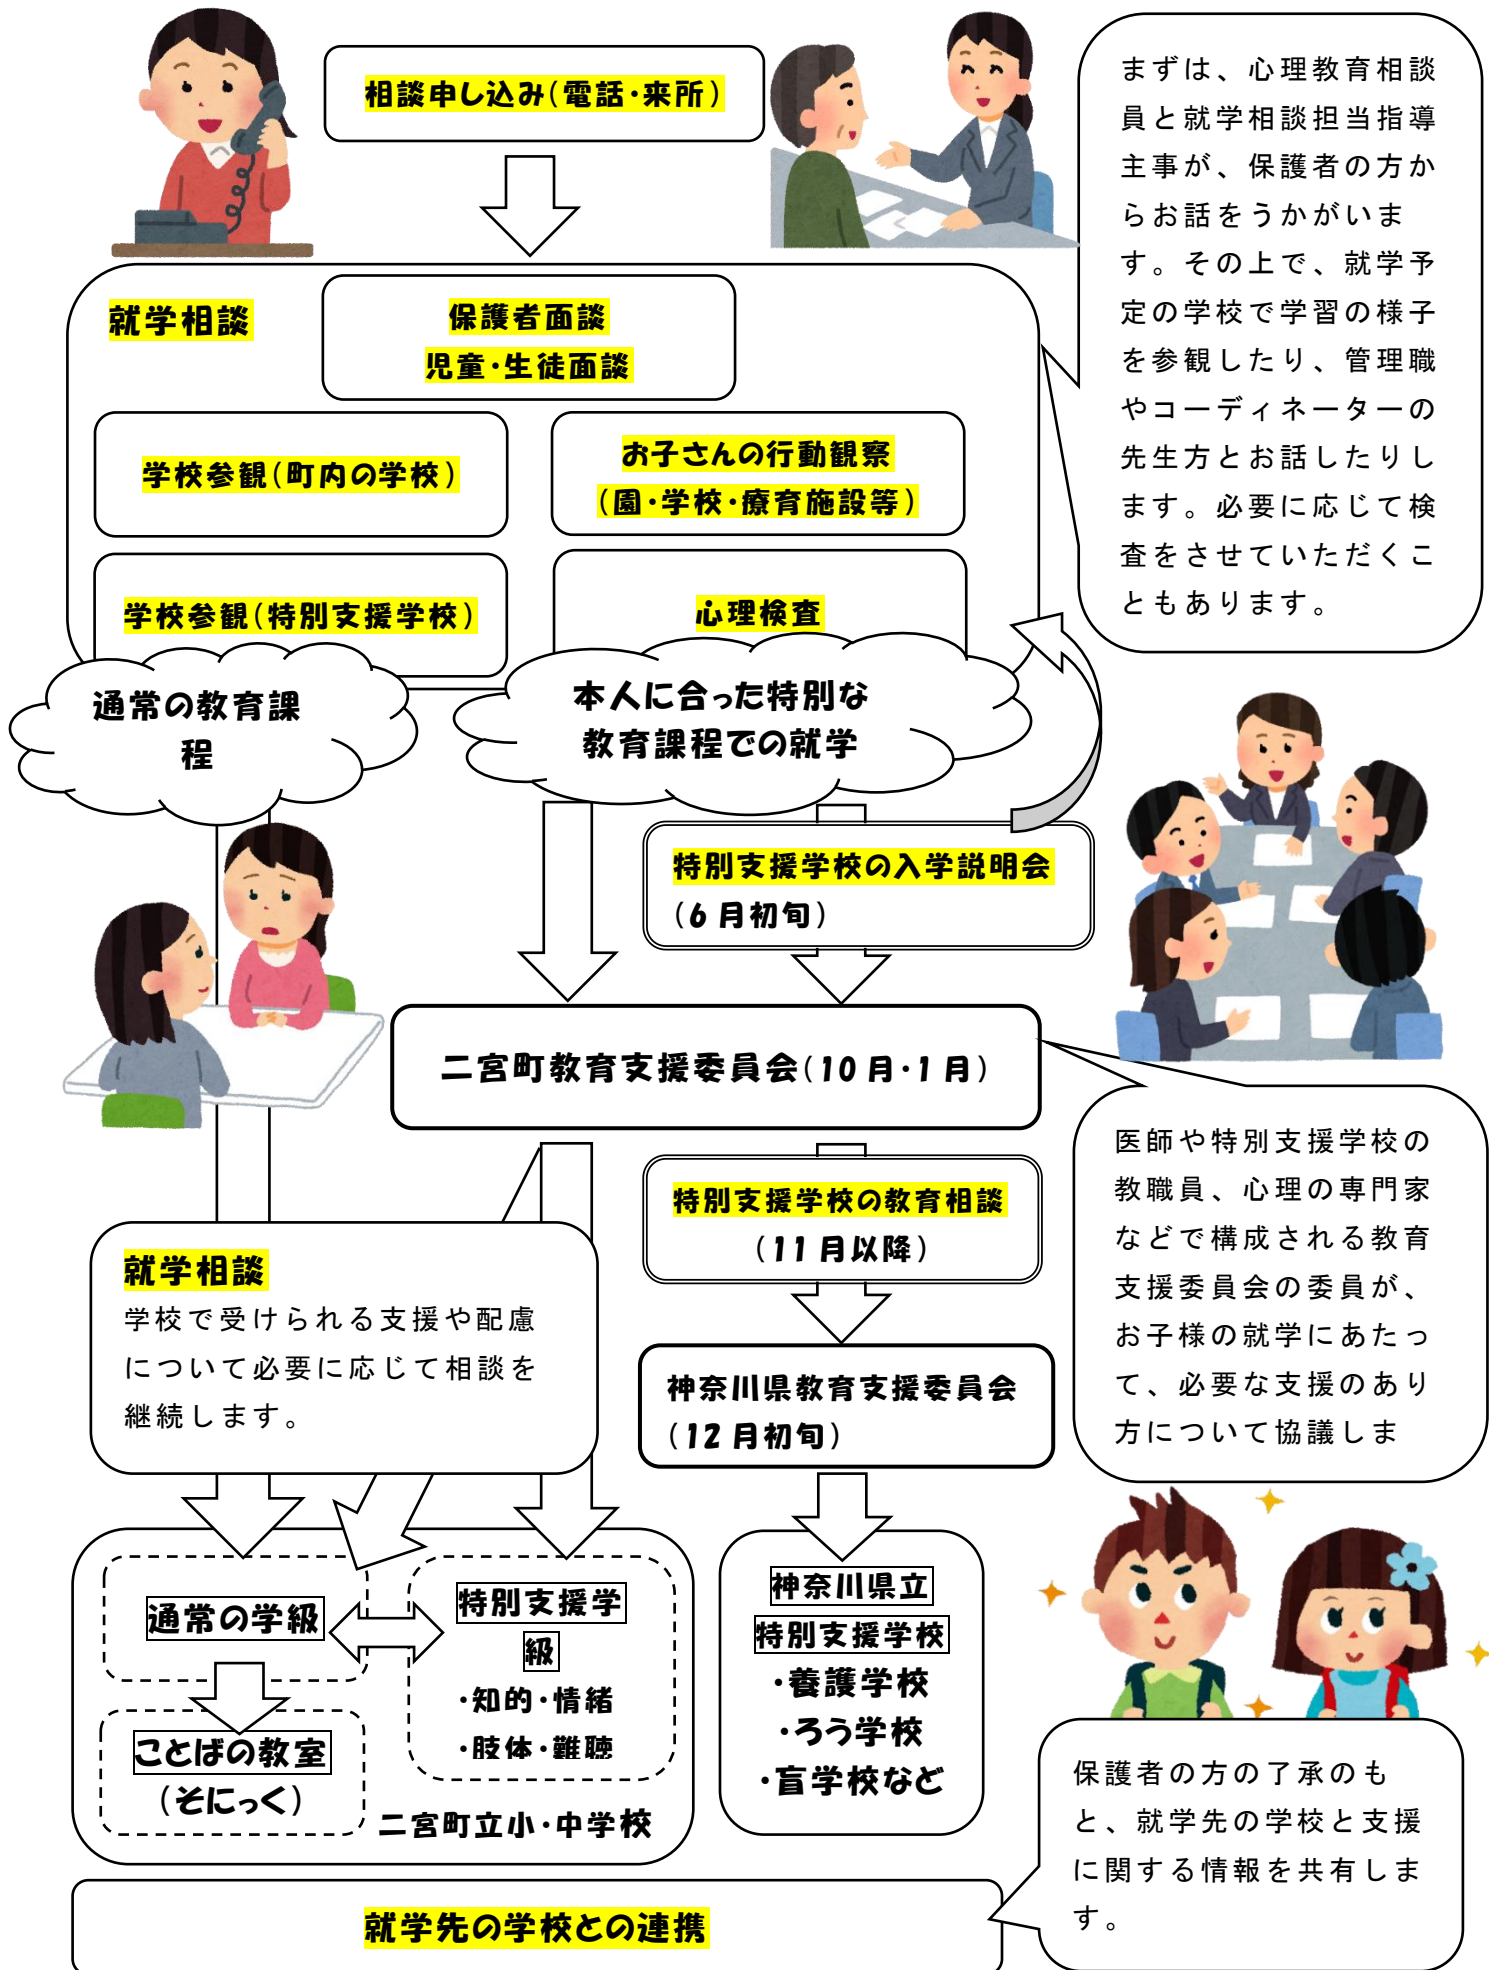 相談申し込み(電話・来所)
まずは、心理教育相談
員と就学相談担当指導
主事が、保護者の方か
らお話をうかがいま
す。その上で、就学予
定の学校で学習の様子
を参観したり、管理職
やコーディネーターの
先生方とお話したりし
ます。必要に応じて検
査をさせていただくこ
ともあります。
就学相談
保護者面談
児童・生徒面談
学校参観(町内の学校)
お子さんの行動観察
(園・学校・療育施設等)
学校参観(特別支援学校)
心理検査
通常の教育課
程
本人に合った特別な
教育課程での就学
特別支援学校の入学説明会
(6月初旬)
二宮町教育支援委員会(10月・1月)
医師や特別支援学校の
教職員、心理の専門家
などで構成される教育
支援委員会の委員が、
お子様の就学にあたっ
て、必要な支援のあり
方について協議しま
特別支援学校の教育相談
(11月以降)
就学相談
学校で受けられる支援や配慮
について必要に応じて相談を
継続します。
神奈川県教育支援委員会
(12月初旬)
通常の学級
特別支援学
級
・知的・情緒
・肢体・難聴
ことばの教室
(そにっく)
二宮町立小・中学校
神奈川県立
特別支援学校
・養護学校
・ろう学校
・盲学校など
保護者の方の了承のも
と、就学先の学校と支援
に関する情報を共有しま
す。
就学先の学校との連携